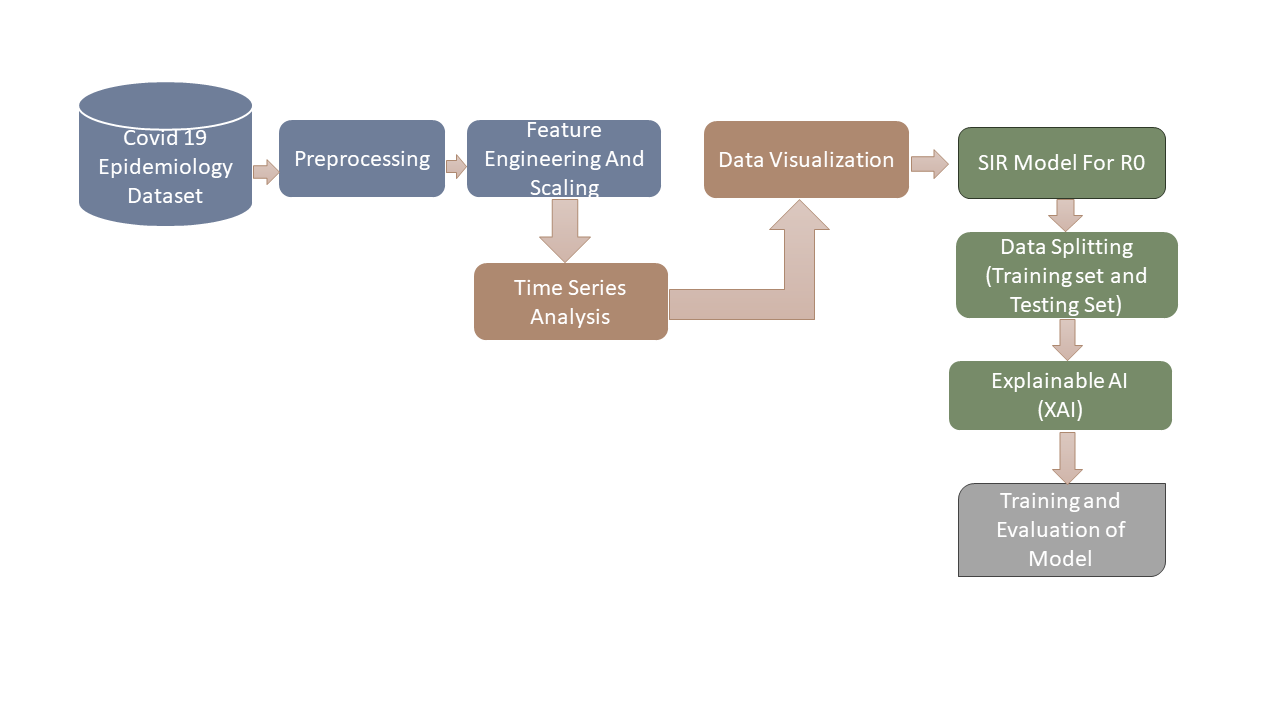 Covid 19
Epidemiology
Dataset
Preprocessing
Feature
Engineering And
Scaling
Time Series
Analysis
Data Visualization
SIR Model For R0
Data Splitting
(Training set and
Testing Set)
Explainable AI
(XAI)
Training and
Evaluation of
Model